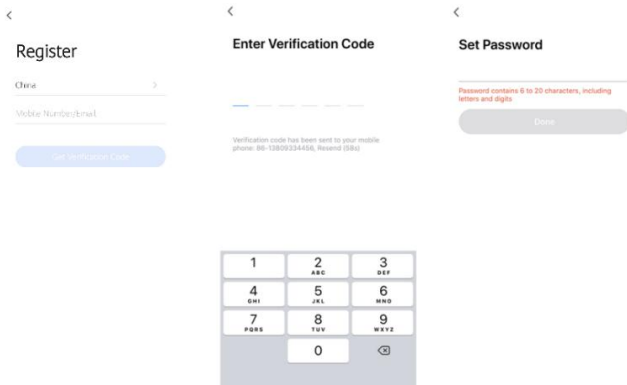 Register
China
Mobile Number/Email
Get Verification Code
Enter Verification Code
Verification code has been sent to your mobile
phone: 86-13809334456, Resend (58s)
1
2
ABC
3
DEF
4
GHI
5
JKL
6
MNO
7
PQRS
8
TUV
9
WXYZ
0
Set Password
Password contains 6 to 20 characters, including
letters and digits
Done